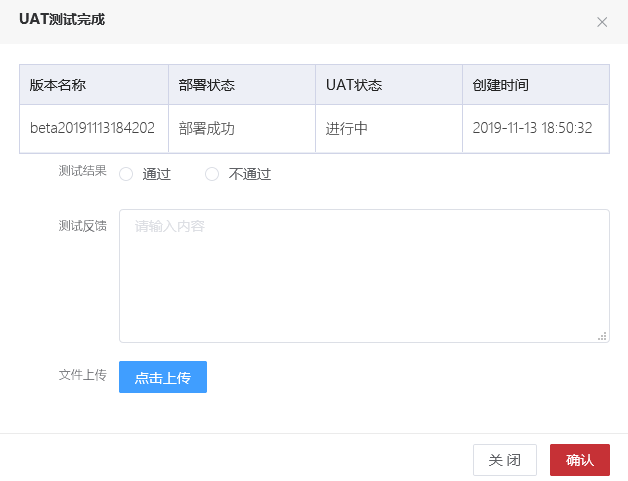 UAT测试完成
版本名称 部署状态 UAT状态 创建时间
beta20191113184202 部署成功 进行中 2019-11-13 18:50:32
测试结果 通过 不通过
测试反馈 请输入内容
文件上传 点击上传
关 闭 确认